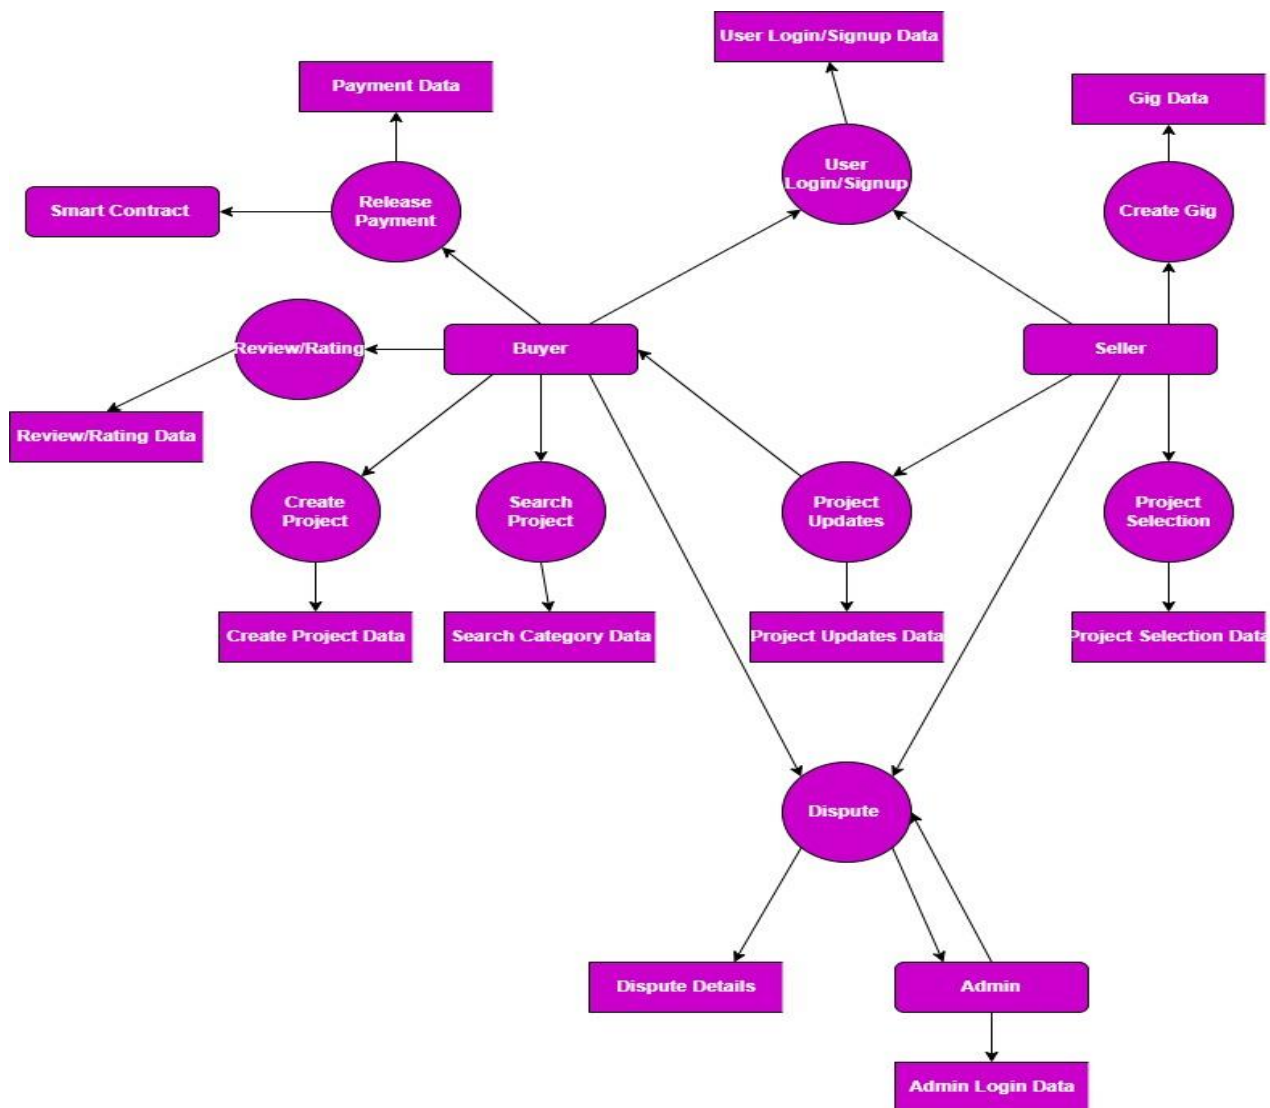 User Login/Signup Data
Payment Data
Gig Data
User
Login/Signup
Release
Payment
Smart Contract
Create Gig
Review/Rating
Buyer
Seller
Review/Rating Data
Create
Project
Search
Project
Project
Updates
Project
Selection
Create Project Data
Search Category Data
Project Updates Data
Project Selection Data
Dispute
Dispute Details
Admin
Admin Login Data